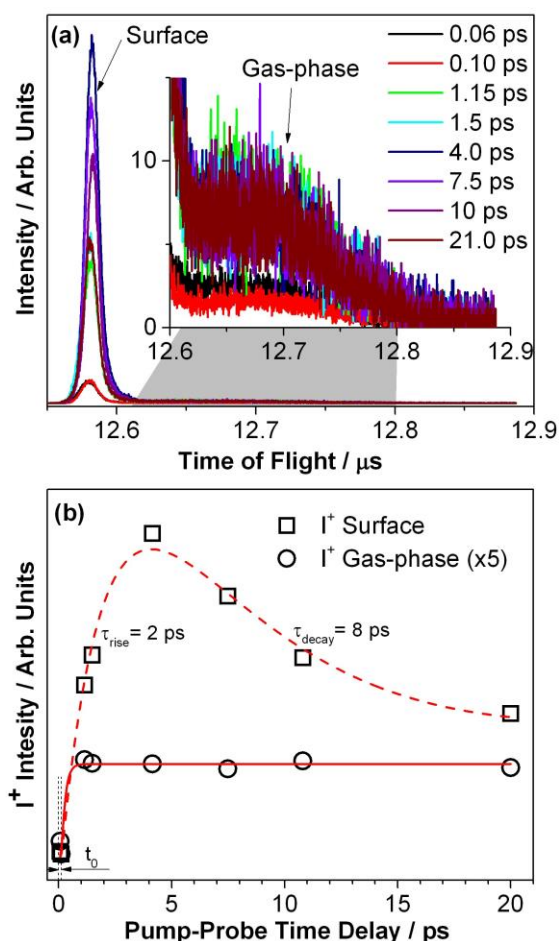 (a)
Surface
Gas-phase
0.06 ps
0.10 ps
1.15 ps
1.5 ps
4.0 ps
7.5 ps
10 ps
21.0 ps
10
0
12.6 12.7 12.8 12.9
Intensity / Arb. Units
12.6 12.7 12.8 12.9
Time of Flight / μs
(b)
I⁺ Surface
I⁺ Gas-phase (x5)
τrise= 2 ps
τdecay= 8 ps
t₀
I⁺ Intesity / Arb. Units
0 5 10 15 20
Pump-Probe Time Delay / ps